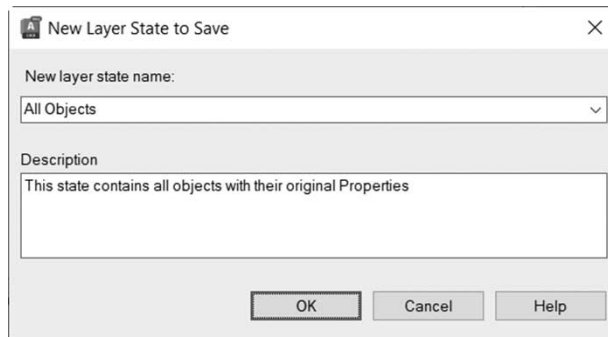 New Layer State to Save
New layer state name:
All Objects
Description
This state contains all objects with their original Properties
OK Cancel Help